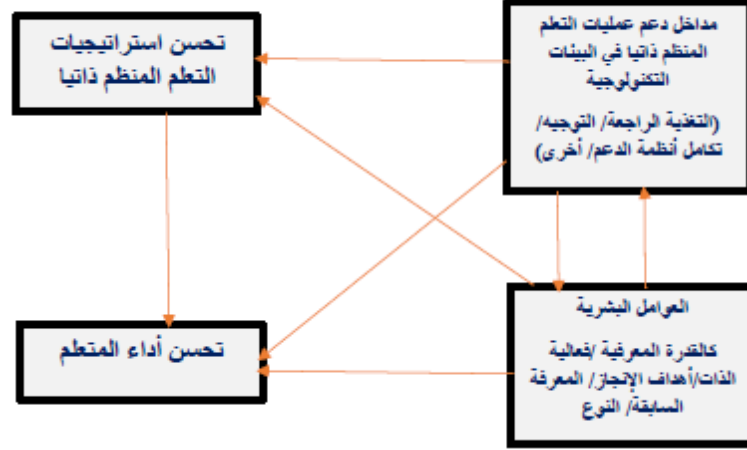 مداخل دعم عمليات التعلم
المنظم ذاتيا في البيئات
التكنولوجية
(التغذية الراجعة/ التوجيه/
تكامل أنظمة الدعم/ أخرى)
تحسن استراتيجيات
التعلم المنظم ذاتيا
العوامل البشرية
كالقدرة المعرفية /فعالية
الذات/أهداف الإنجاز/ المعرفة
السابقة/ النوع
تحسن أداء المتعلم